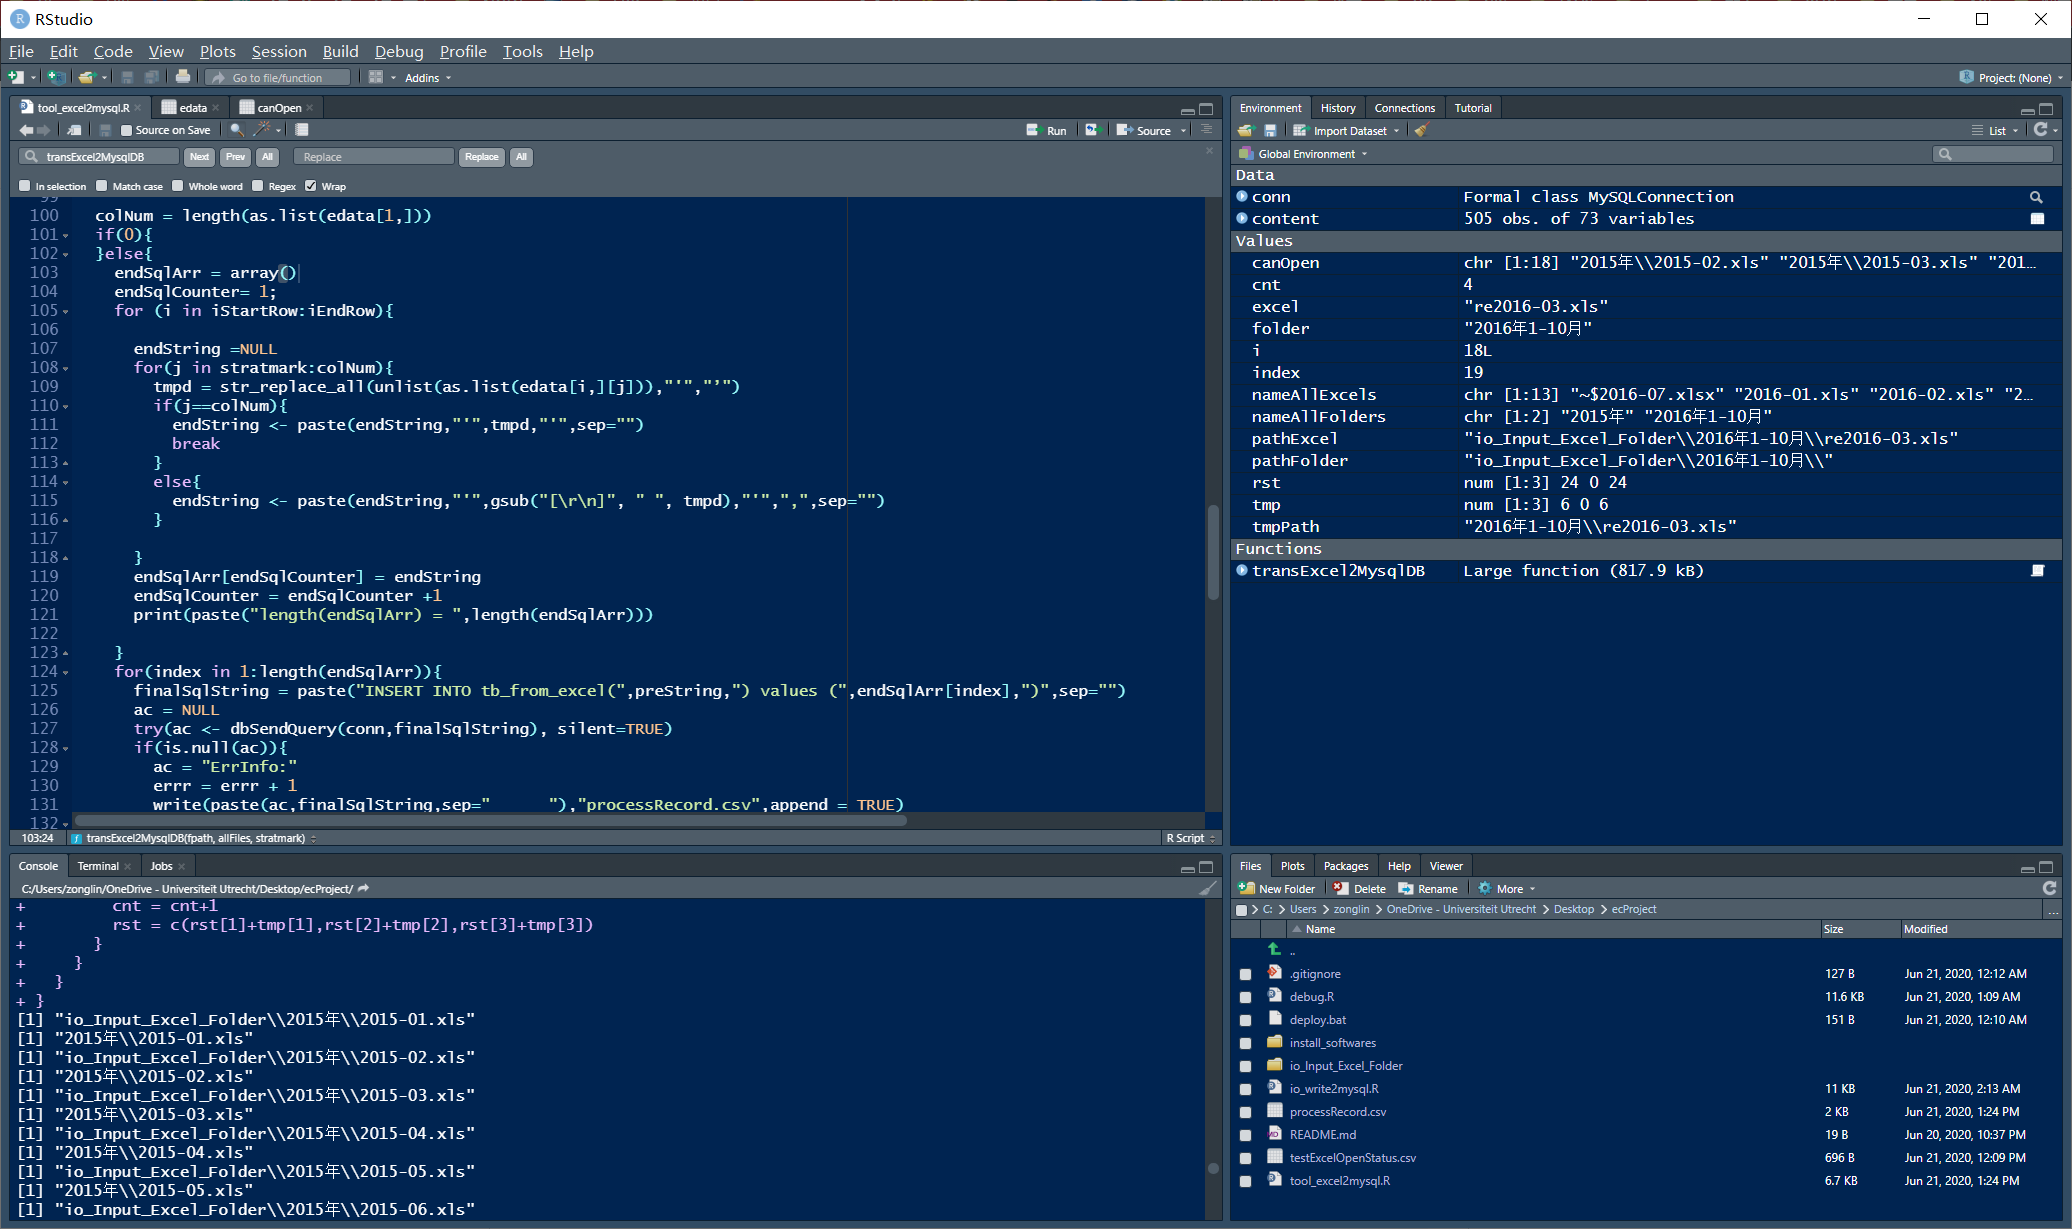 RStudio
File Edit Code View Plots Session Build Debug Profile Tools Help
Go to file/function Addins Project: (None)
tool_excel2mysql.R edata canOpen
Source on Save Run Source
transExcel2MysqlDB Next Prev All Replace Replace All
In selection Match case Whole word Regex Wrap
99
100 colNum = length(as.list(edata[1,]))
101 if(0){
102 }else{
103 endSqlArr = array()
104 endSqlCounter= 1;
105 for (i in iStartRow:iEndRow){
106
107 endString =NULL
108 for(j in stratmark:colNum){
109 tmpd = str_replace_all(unlist(as.list(edata[i,][j])),"'","’")
110 if(j==colNum){
111 endString <- paste(endString,"'",tmpd,"'",sep="")
112 break
113 }
114 else{
115 endString <- paste(endString,"'",gsub("[\r\n]", " ", tmpd),"'",",",sep="")
116 }
117
118 }
119 endSqlArr[endSqlCounter] = endString
120 endSqlCounter = endSqlCounter +1
121 print(paste("length(endSqlArr) = ",length(endSqlArr)))
122
123 }
124 for(index in 1:length(endSqlArr)){
125 finalSqlString = paste("INSERT INTO tb_from_excel(",preString,") values (",endSqlArr[index],")",sep="")
126 ac = NULL
127 try(ac <- dbSendQuery(conn,finalSqlString), silent=TRUE)
128 if(is.null(ac)){
129 ac = "ErrInfo:"
130 errr = errr + 1
131 write(paste(ac,finalSqlString,sep="      "),"processRecord.csv",append = TRUE)
132
103:24 transExcel2MysqlDB(fpath, allFiles, stratmark) R Script
Console Terminal Jobs
C:/Users/zonglin/OneDrive - Universiteit Utrecht/Desktop/ecProject/
+ cnt = cnt+1
+ rst = c(rst[1]+tmp[1],rst[2]+tmp[2],rst[3]+tmp[3])
+ }
+ }
+ }
+ }
[1] "io_Input_Excel_Folder\\2015年\\2015-01.xls"
[1] "2015年\\2015-01.xls"
[1] "io_Input_Excel_Folder\\2015年\\2015-02.xls"
[1] "2015年\\2015-02.xls"
[1] "io_Input_Excel_Folder\\2015年\\2015-03.xls"
[1] "2015年\\2015-03.xls"
[1] "io_Input_Excel_Folder\\2015年\\2015-04.xls"
[1] "2015年\\2015-04.xls"
[1] "io_Input_Excel_Folder\\2015年\\2015-05.xls"
[1] "2015年\\2015-05.xls"
[1] "io_Input_Excel_Folder\\2015年\\2015-06.xls"
Environment History Connections Tutorial
Import Dataset List
Global Environment
Data
conn Formal class MySQLConnection
content 505 obs. of 73 variables
Values
canOpen chr [1:18] "2015年\\2015-02.xls" "2015年\\2015-03.xls" "201…
cnt 4
excel "re2016-03.xls"
folder "2016年1-10月"
i 18L
index 19
nameAllExcels chr [1:13] "~$2016-07.xlsx" "2016-01.xls" "2016-02.xls" "2…
nameAllFolders chr [1:2] "2015年" "2016年1-10月"
pathExcel "io_Input_Excel_Folder\\2016年1-10月\\re2016-03.xls"
pathFolder "io_Input_Excel_Folder\\2016年1-10月\\"
rst num [1:3] 24 0 24
tmp num [1:3] 6 0 6
tmpPath "2016年1-10月\\re2016-03.xls"
Functions
transExcel2MysqlDB Large function (817.9 kB)
Files Plots Packages Help Viewer
New Folder Delete Rename More
C: Users zonglin OneDrive - Universiteit Utrecht Desktop ecProject ...
Name Size Modified
..
.gitignore 127 B Jun 21, 2020, 12:12 AM
debug.R 11.6 KB Jun 21, 2020, 1:09 AM
deploy.bat 151 B Jun 21, 2020, 12:10 AM
install_softwares
io_Input_Excel_Folder
io_write2mysql.R 11 KB Jun 21, 2020, 2:13 AM
processRecord.csv 2 KB Jun 21, 2020, 1:24 PM
README.md 19 B Jun 20, 2020, 10:37 PM
testExcelOpenStatus.csv 696 B Jun 21, 2020, 12:09 PM
tool_excel2mysql.R 6.7 KB Jun 21, 2020, 1:24 PM